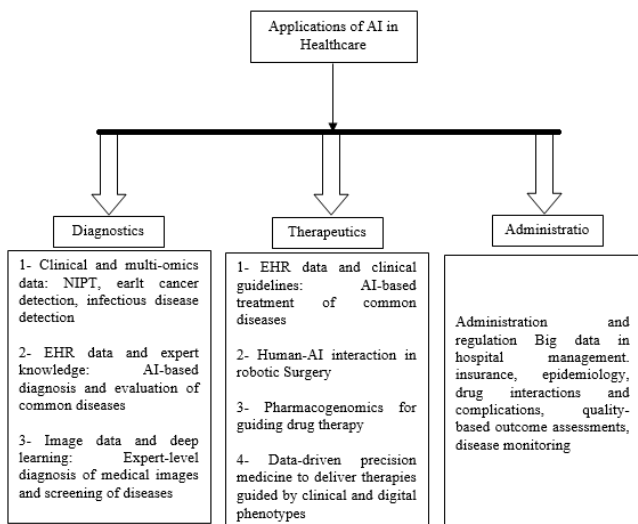 Applications of AI in
Healthcare
Diagnostics
1- Clinical and multi-omics
data: NIPT, earlt cancer
detection, infectious disease
detection
2- EHR data and expert
knowledge: AI-based
diagnosis and evaluation of
common diseases
3- Image data and deep
learning: Expert-level
diagnosis of medical images
and screening of diseases
Therapeutics
1- EHR data and clinical
guidelines: AI-based
treatment of common
diseases
2- Human-AI interaction in
robotic Surgery
3- Pharmacogenomics for
guiding drug therapy
4- Data-driven precision
medicine to deliver therapies
guided by clinical and digital
phenotypes
Administratio
Administration and
regulation Big data in
hospital management.
insurance, epidemiology,
drug interactions and
complications, quality-
based outcome assessments,
disease monitoring